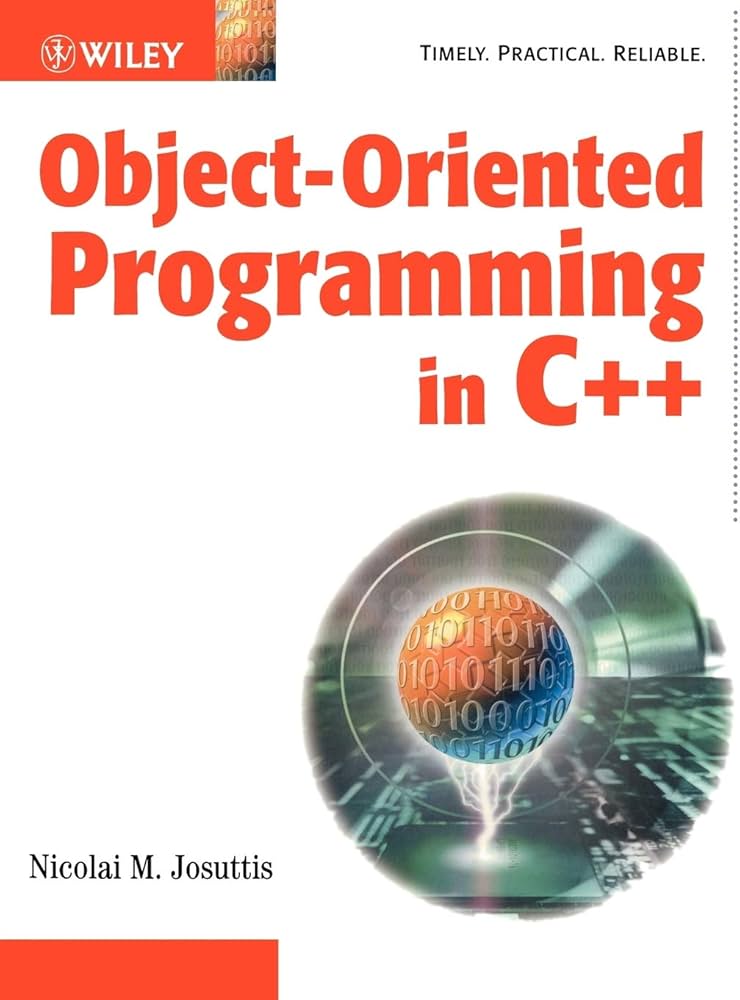 WILEY
TIMELY. PRACTICAL. RELIABLE.
Object-Oriented
Programming
in C++
Nicolai M. Josuttis